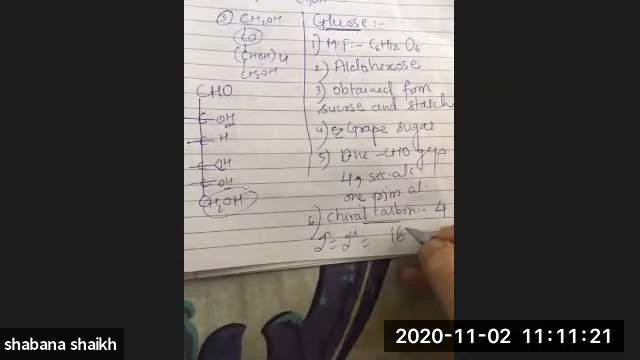 ③ CH₂OH
CO
(CHOH)4
CH₂OH
CHO
C-OH
C-H
C-OH
C-OH
CH₂OH
Glucose :-
1) M.F :- C6H12O6
2) Aldohexose
3) obtained from
sucrose and starch
4) Grape sugar
5) One -CHO grp
4, sec. alc
one prim al.
6) chiral carbon:- 4
2ⁿ = 2⁴ = 16
shabana shaikh
2020-11-02 11:11:21